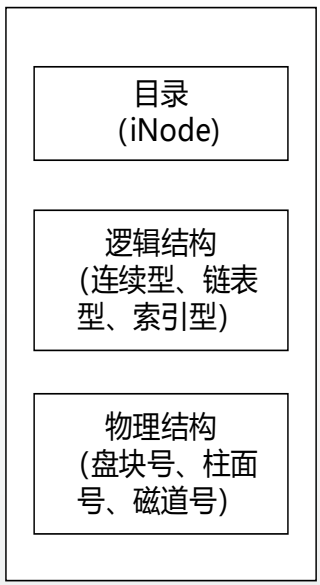 目录
(iNode)
逻辑结构
(连续型、链表
型、索引型)
物理结构
(盘块号、柱面
号、磁道号)